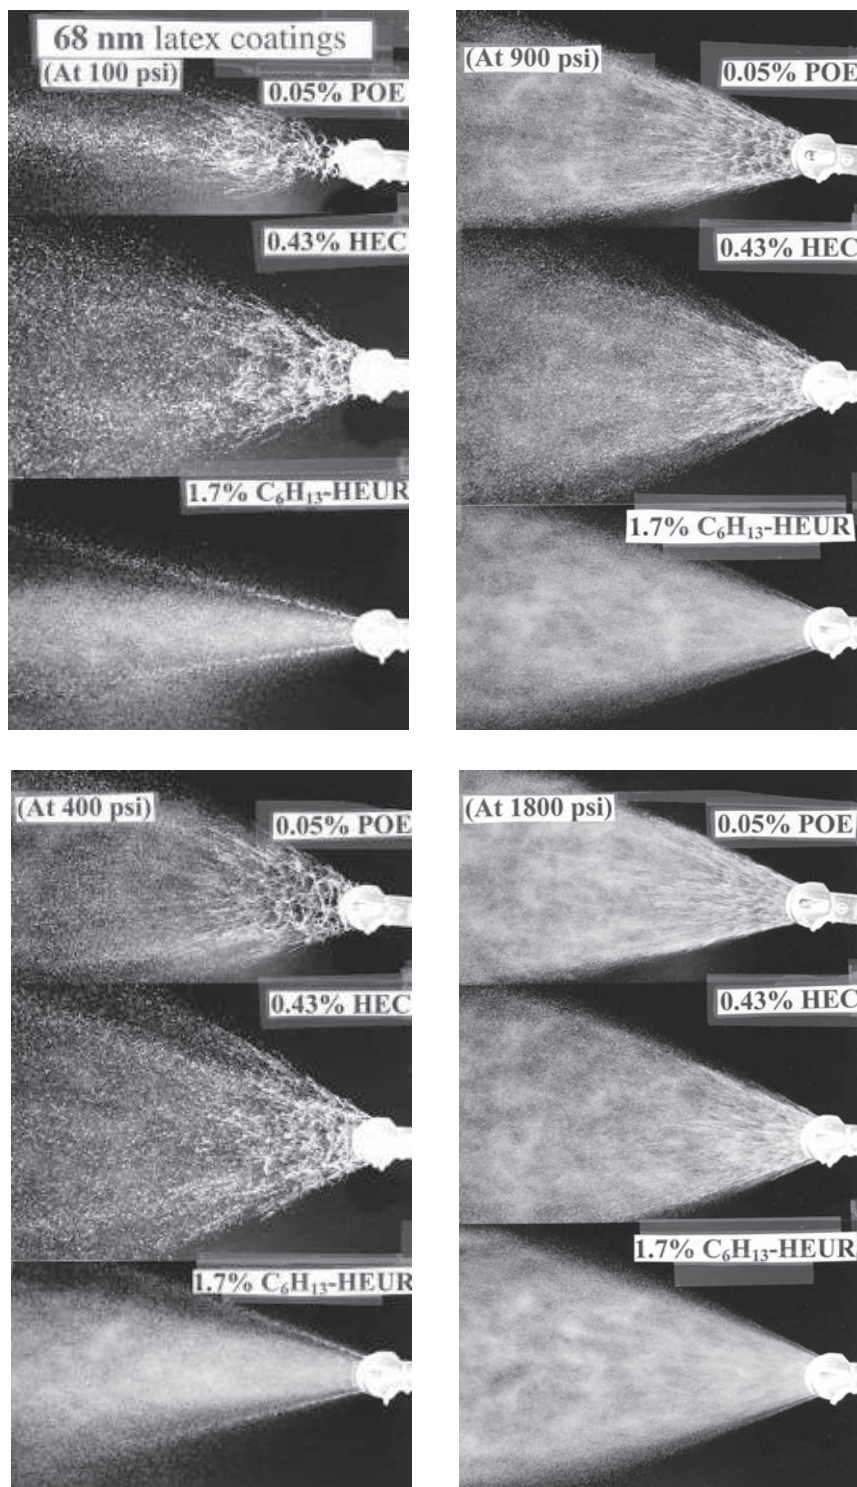 68 nm latex coatings
(At 100 psi)
0.05% POE
0.43% HEC
1.7% C₆H₁₃-HEUR
(At 900 psi)
0.05% POE
0.43% HEC
1.7% C₆H₁₃-HEUR
(At 400 psi)
0.05% POE
0.43% HEC
1.7% C₆H₁₃-HEUR
(At 1800 psi)
0.05% POE
0.43% HEC
1.7% C₆H₁₃-HEUR